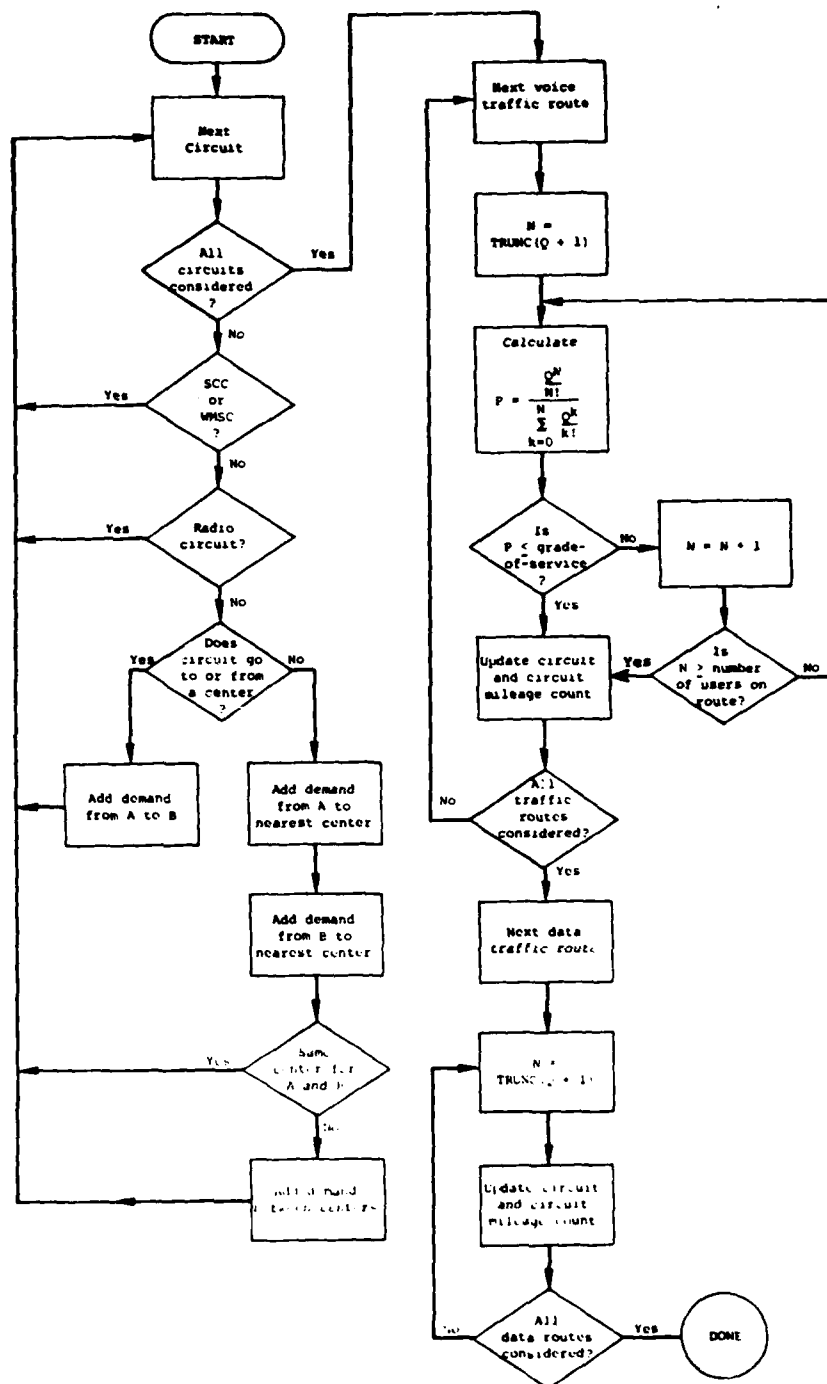 START
Next
Circuit
All
circuits
considered
?
Yes
No
SCC
or
WMSC
?
Yes
No
Radio
circuit?
Yes
No
Does
circuit go
to or from
a center
?
Yes
No
Add demand
from A to B
Add demand
from A to
nearest center
Add demand
from B to
nearest center
Same
center for
A and
Yes
between centers
Next voice
traffic route
N =
TRUNC(Q + 1)
Calculate
P = Q^N/N! / N Σ k=0 Q^k/k!
Is
P ≤ grade-
of-service
?
No
Yes
N = N + 1
Is
N ≥ number
of users on
route?
Yes
No
Update circuit
and circuit
mileage count
All
traffic
routes
considered?
No
Yes
Next data
traffic route
N =
TRUNC(Q + 1)
Update circuit
and circuit
mileage count
All
data routes
considered?
No
Yes
DONE